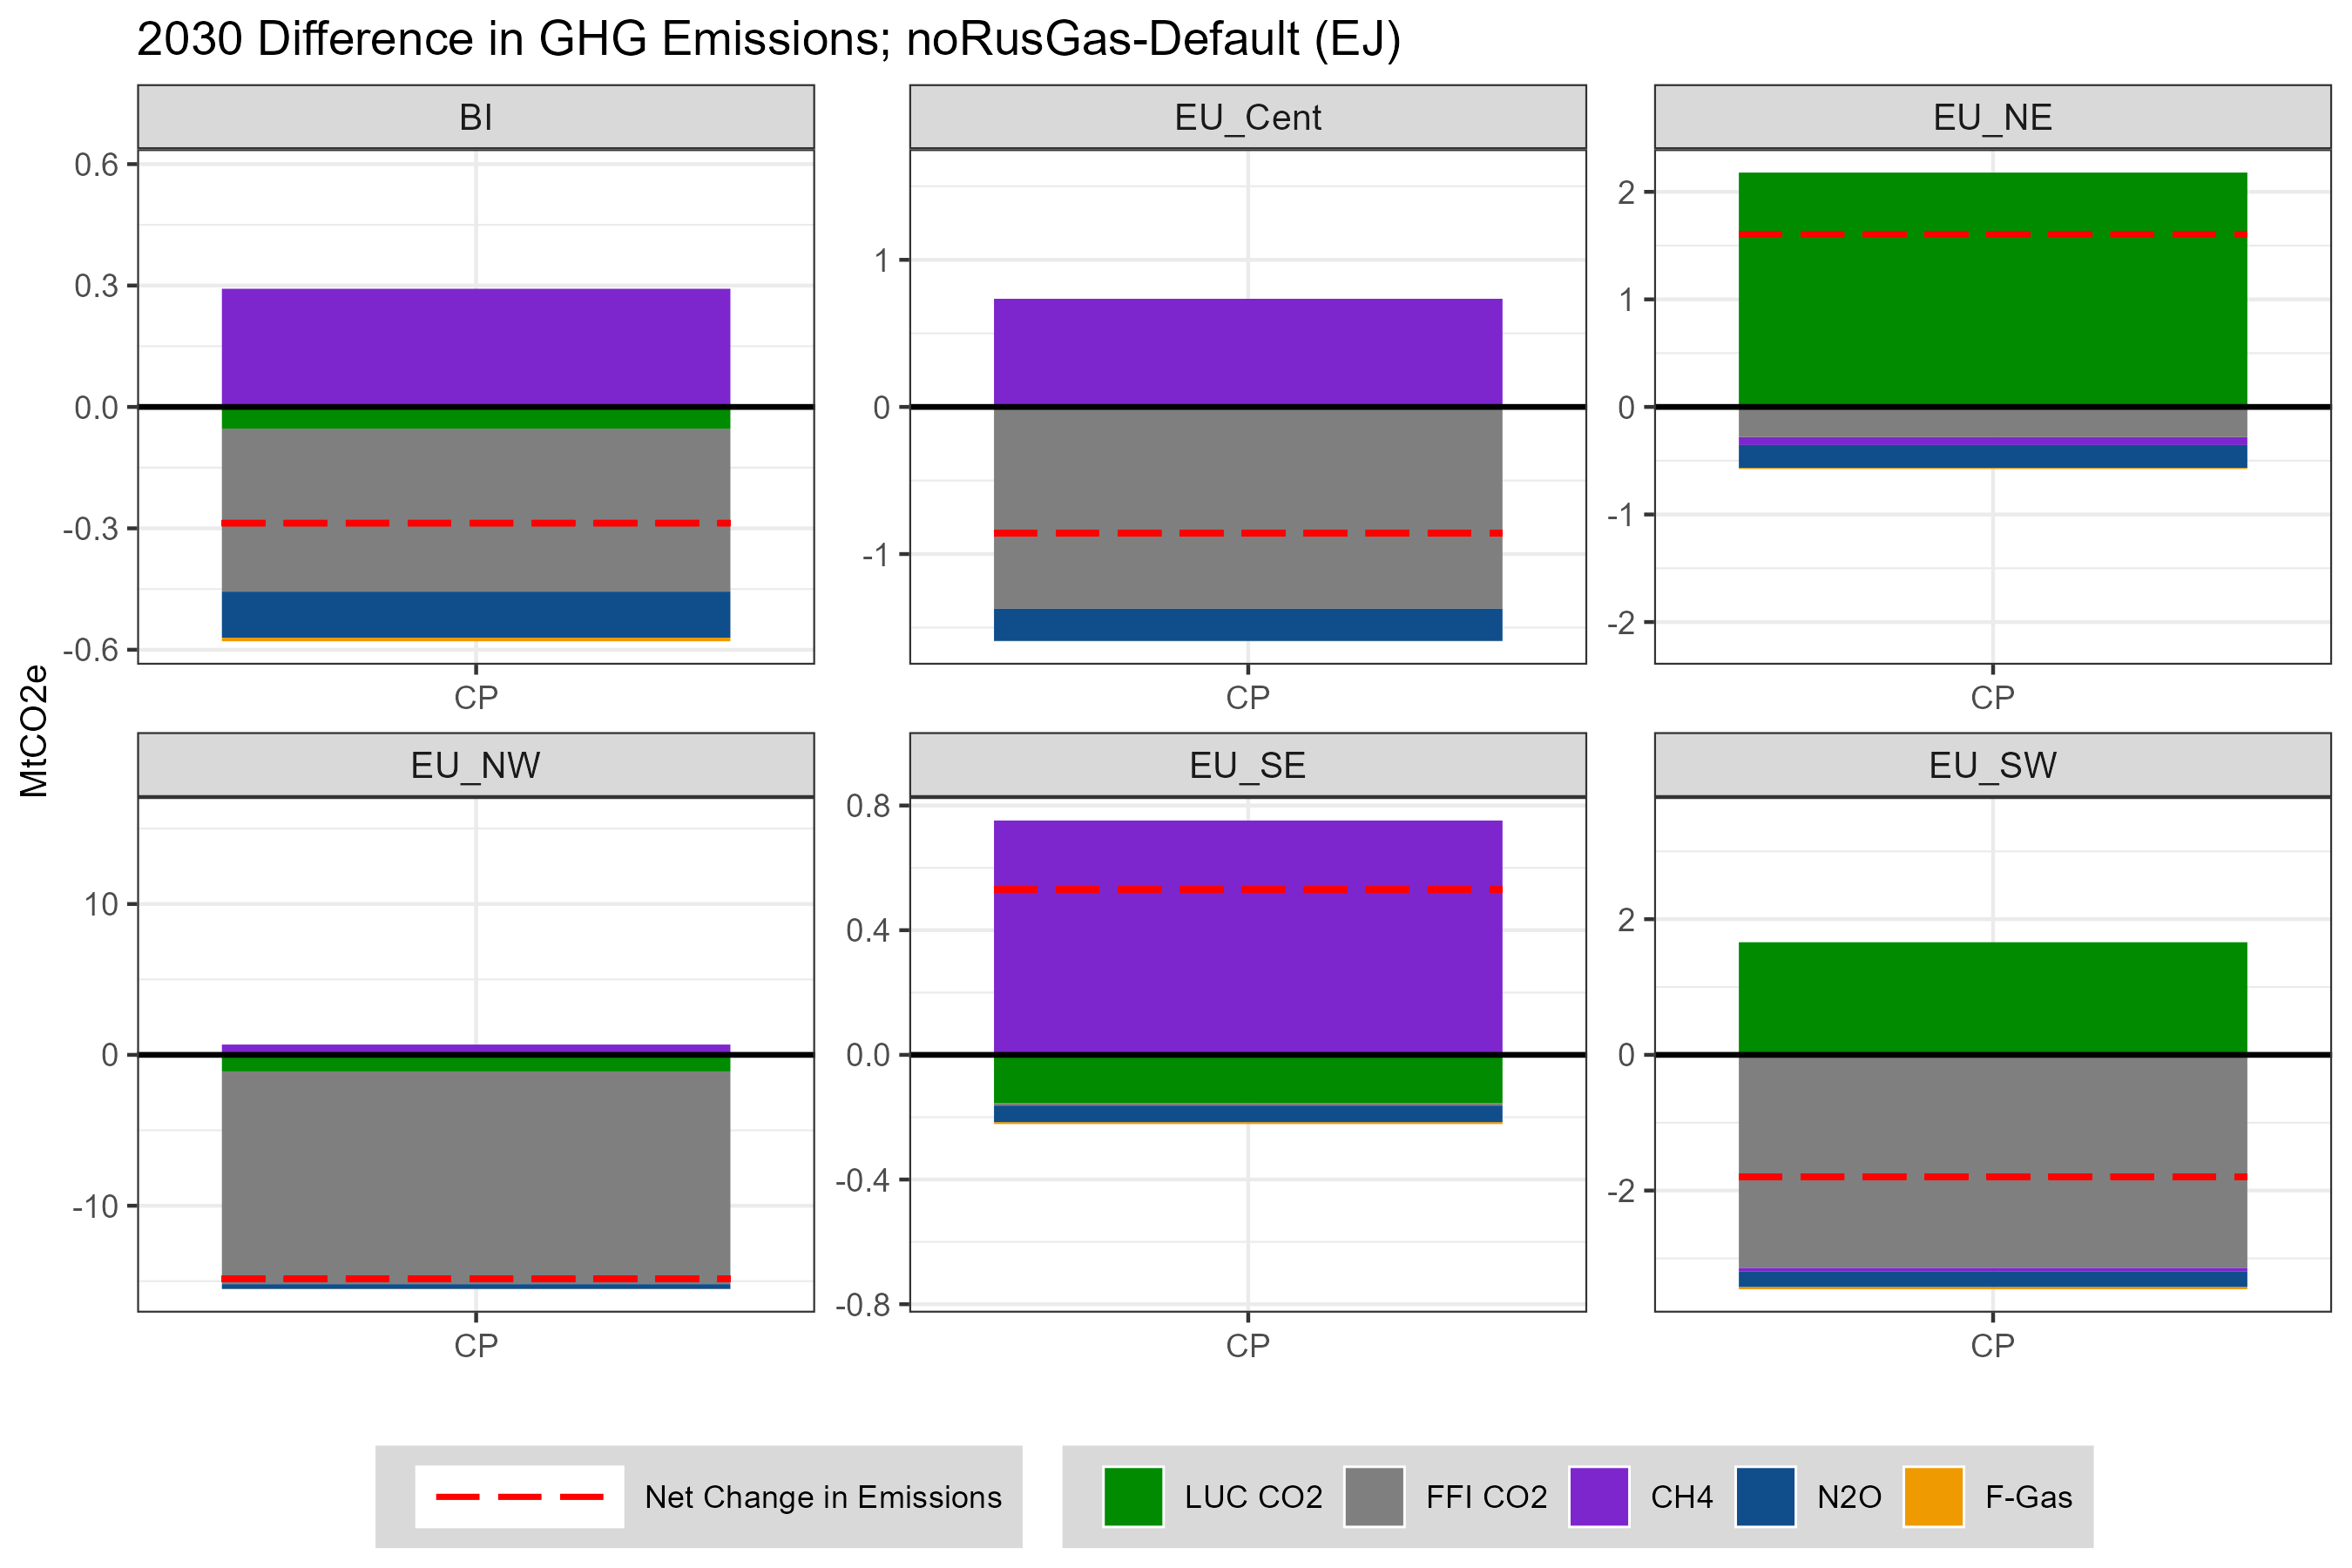 2030 Difference in GHG Emissions; noRusGas-Default (EJ)
BI
EU_Cent
EU_NE
0.6
0.3
0.0
-0.3
-0.6
1
0
-1
2
1
0
-1
-2
CP
CP
CP
MtCO2e
EU_NW
EU_SE
EU_SW
10
0
-10
0.8
0.4
0.0
-0.4
-0.8
2
0
-2
CP
CP
CP
Net Change in Emissions
LUC CO2
FFI CO2
CH4
N2O
F-Gas